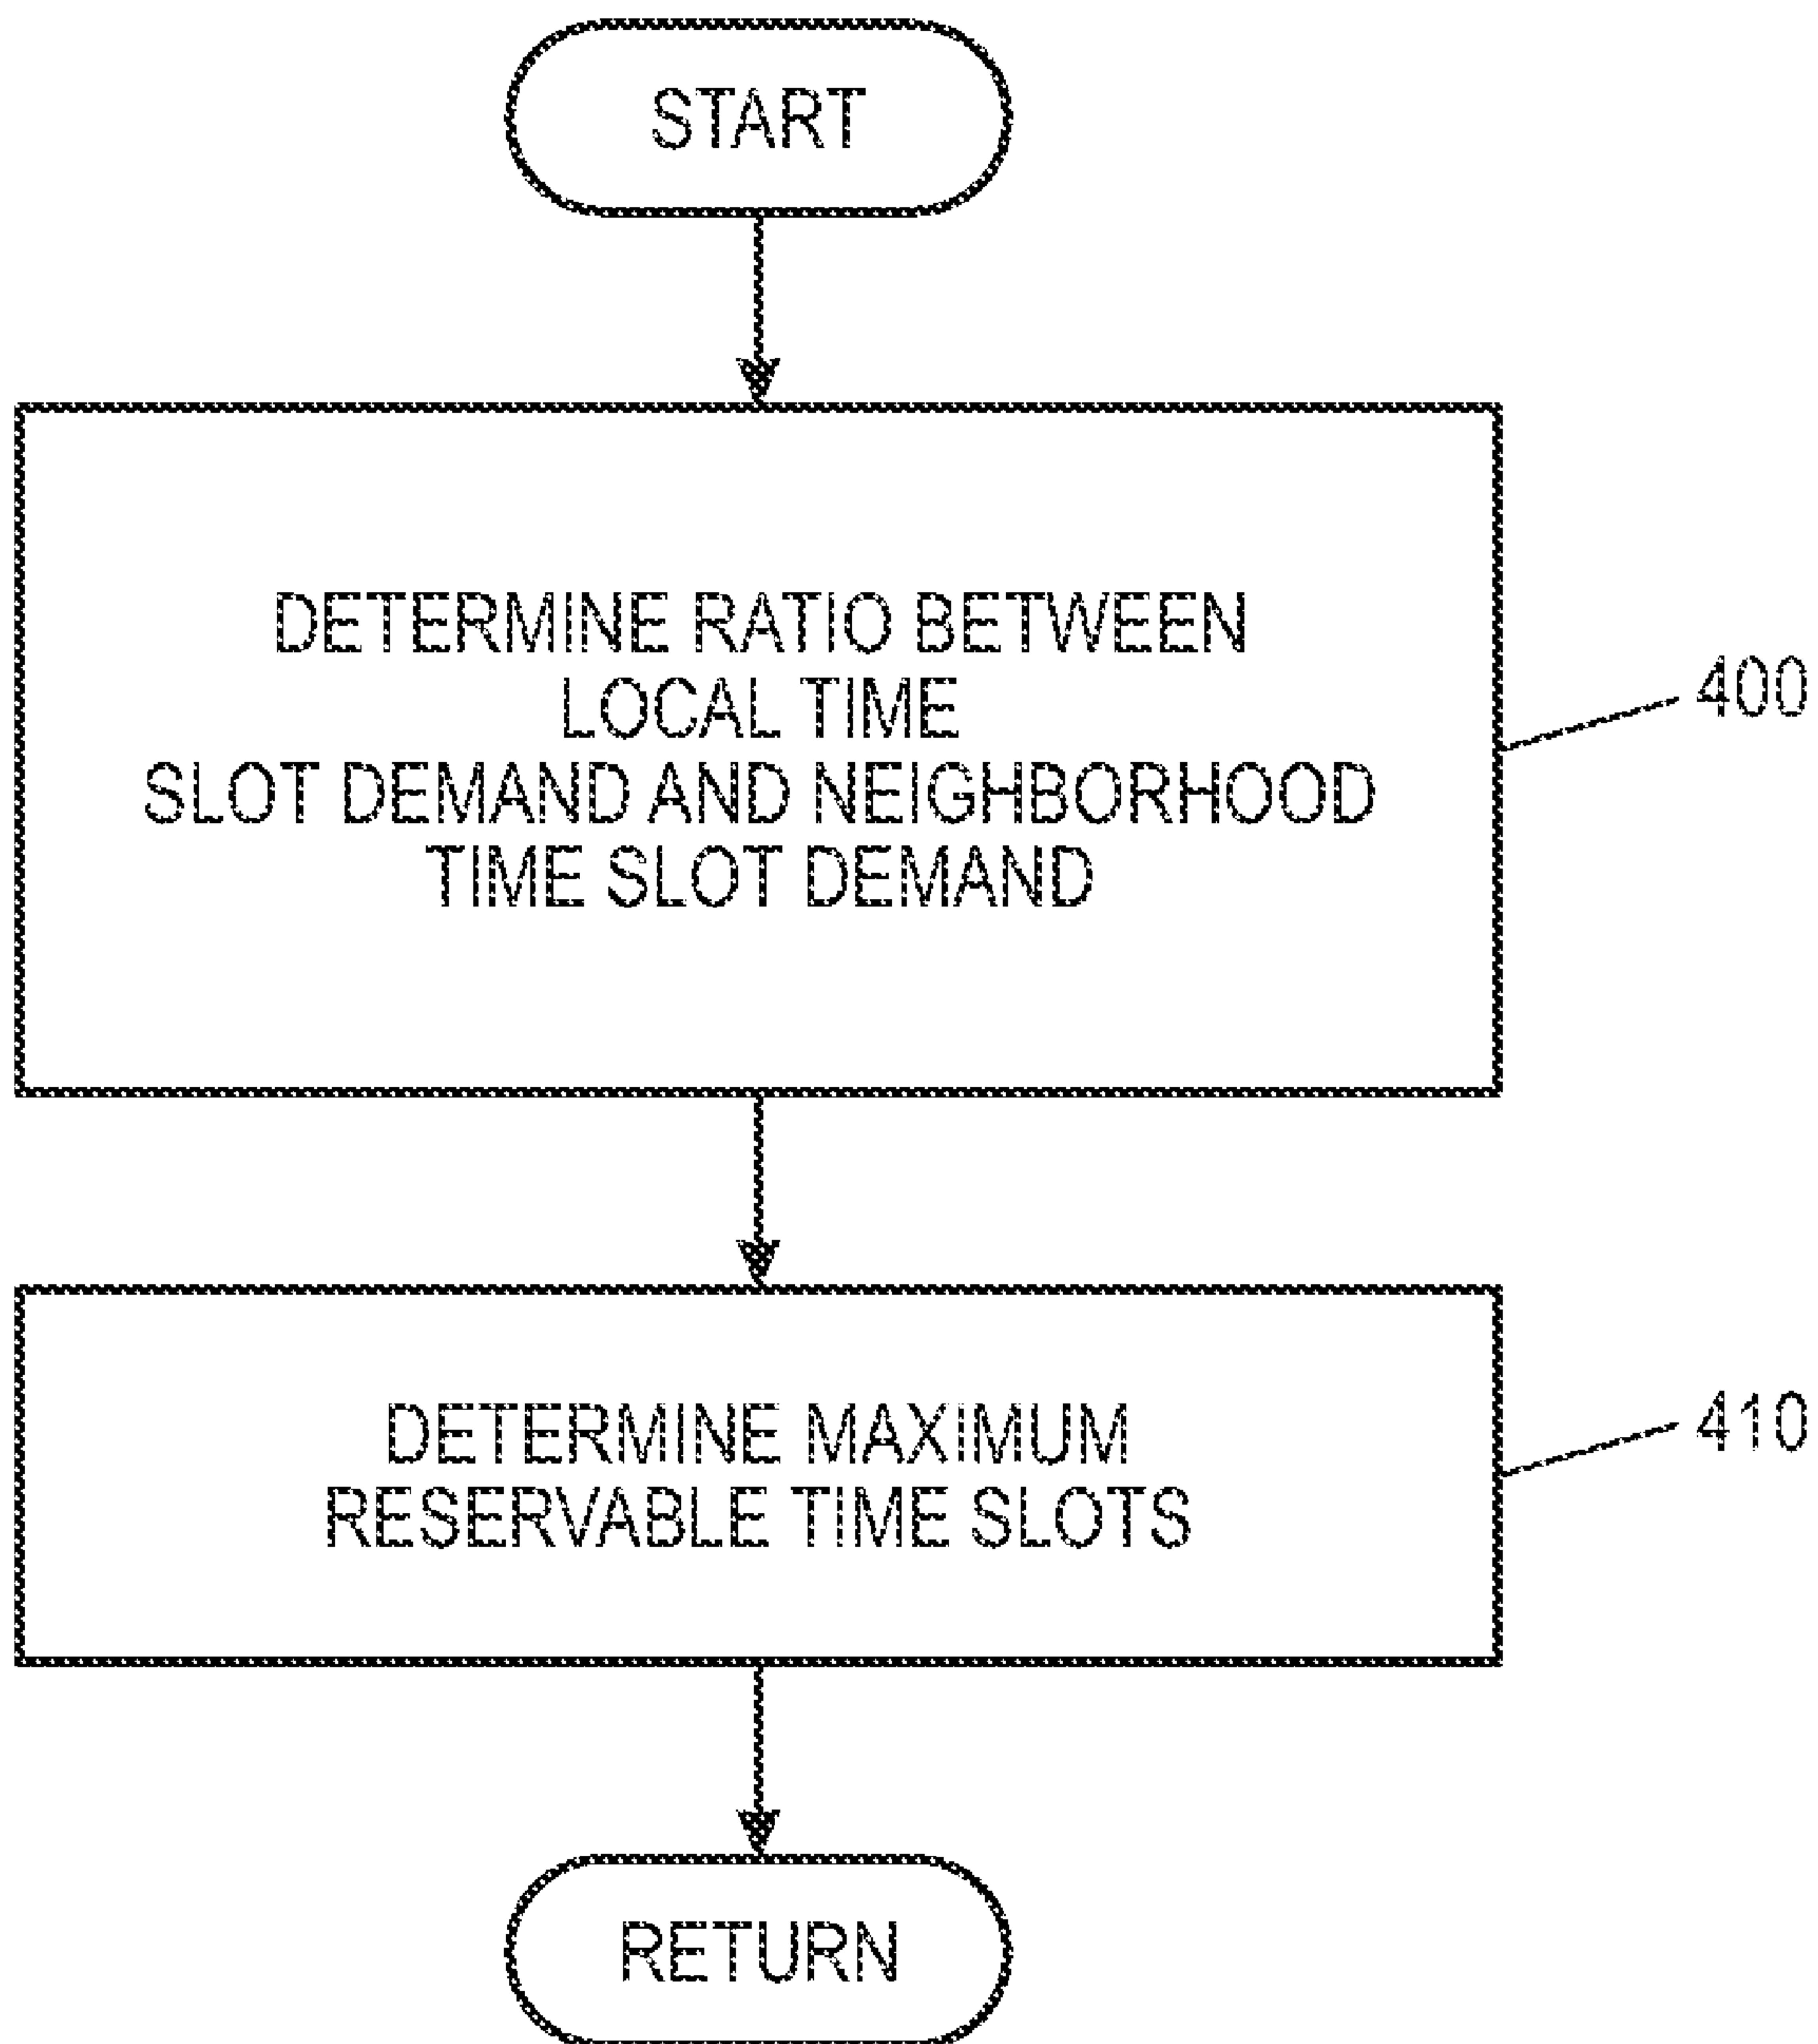 START
DETERMINE RATIO BETWEEN
LOCAL TIME
SLOT DEMAND AND NEIGHBORHOOD
TIME SLOT DEMAND
400
DETERMINE MAXIMUM
RESERVABLE TIME SLOTS
410
RETURN